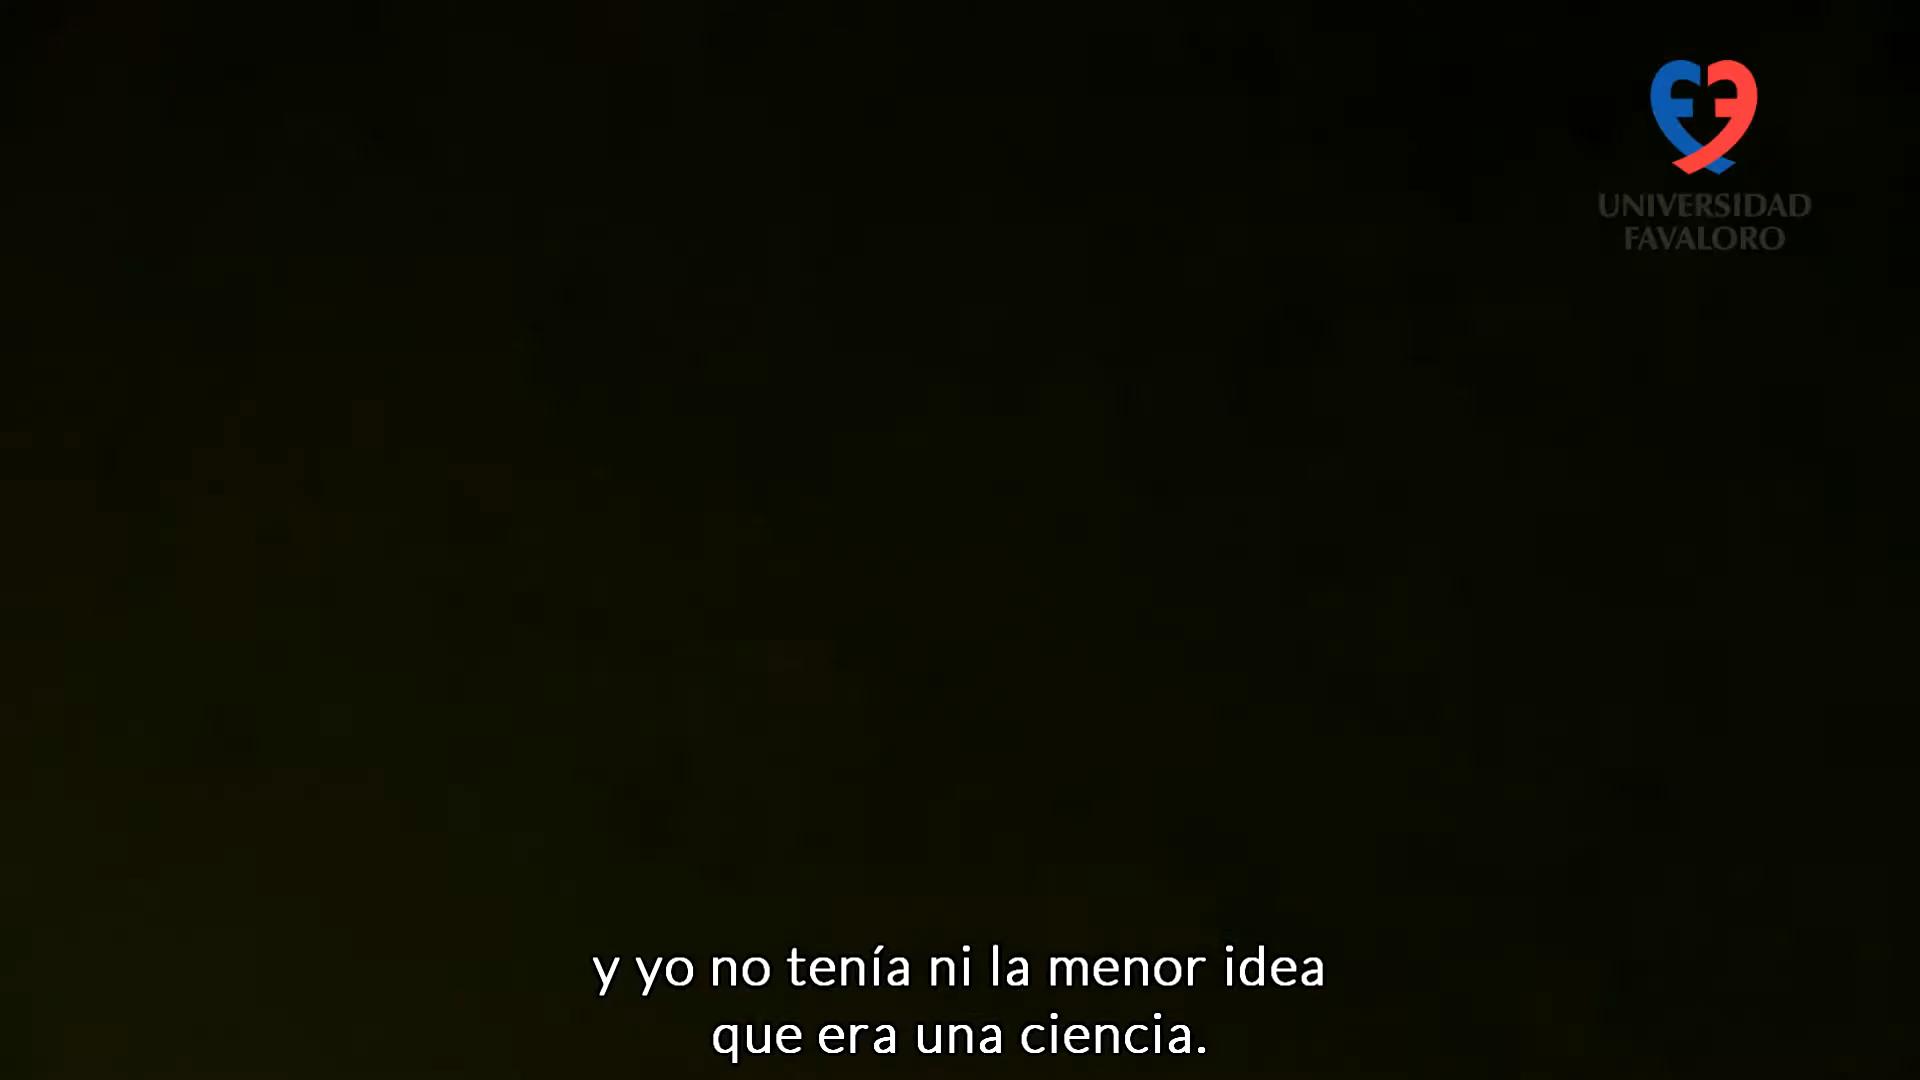 UNIVERSIDAD
FAVALORO
y yo no tenía ni la menor idea
que era una ciencia.